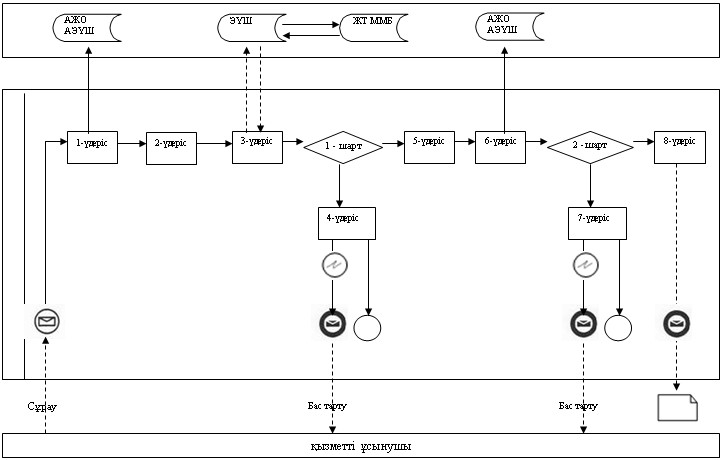 АЖО
АЭҮШ
ЭҮШ
ЖТ ММБ
АЖО
АЭҮШ
1-үдеріс
2-үдеріс
3-үдеріс
1 - шарт
5-үдеріс
6-үдеріс
2 - шарт
8-үдеріс
4-үдеріс
7-үдеріс
Сұрау
Бас тарту
Бас тарту
қызметті ұсынушы